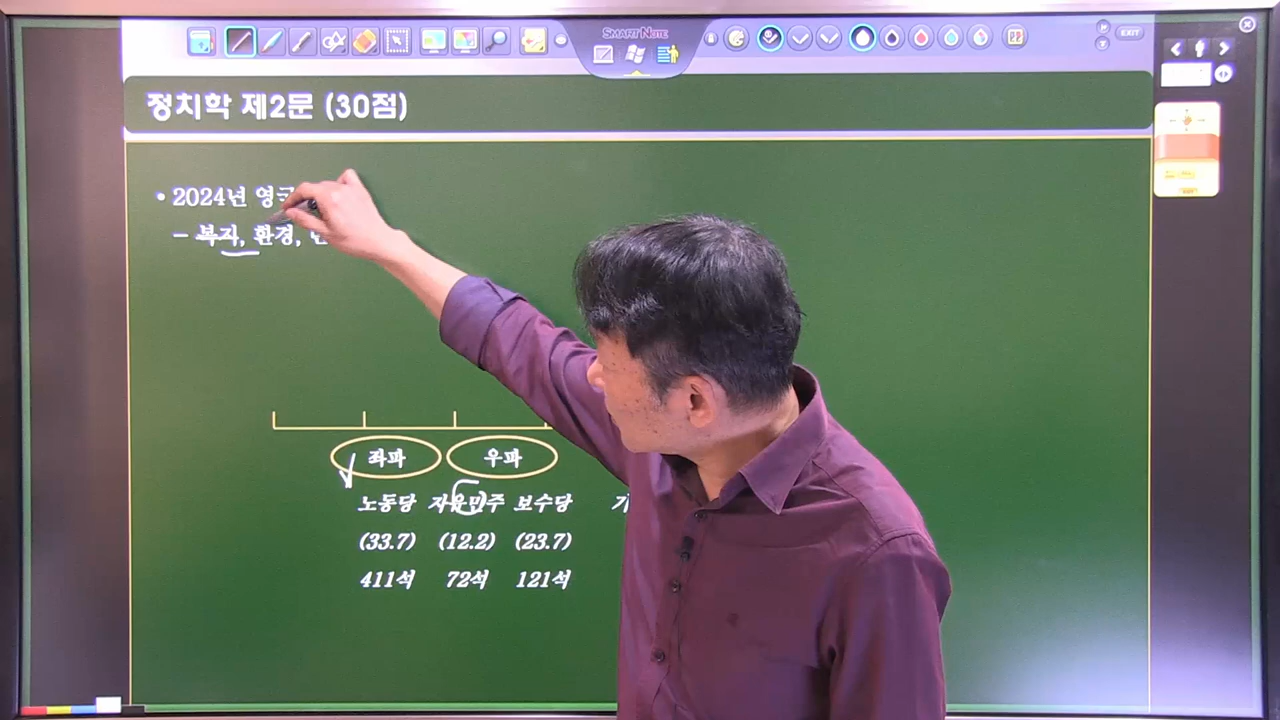 SMART NOTE
EXIT
정치학 제2문 (30점)
• 2024년
– 복지, 환경,
좌파 우파
노동당 자유민주 보수당
(33.7) (12.2) (23.7)
411석 72석 121석